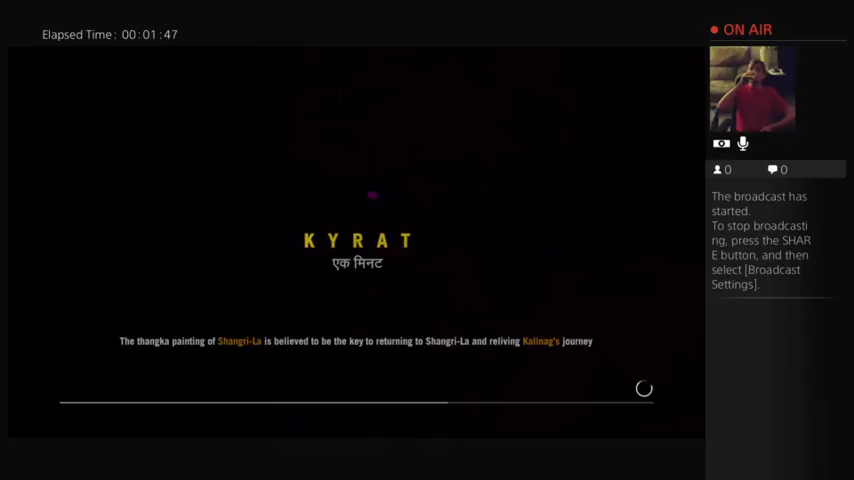 Elapsed Time: 00:01:47
ON AIR
KYRAT
एक मिनट
The thangka painting of Shangri-La is believed to be the key to returning to Shangri-La and reliving Kalinag's journey
0
0
The broadcast has
started.
To stop broadcasti
ng, press the SHAR
E button, and then
select [Broadcast
Settings].